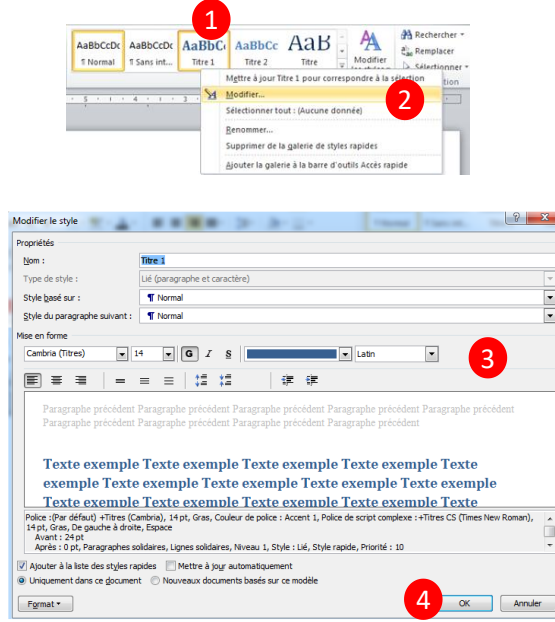 1
AaBbCcDc AaBbCcDc AaBbC AaBbCc AaB
¶ Normal ¶ Sans int... Titre 1 Titre 2 Titre
Modifier
Rechercher
Remplacer
Sélectionner
Mettre à jour Titre 1 pour correspondre à la sélection
Modifier...
2
Sélectionner tout : (Aucune donnée)
Renommer...
Supprimer de la galerie de styles rapides
Ajouter la galerie à la barre d'outils Accès rapide
Modifier le style
Propriétés
Nom : Titre 1
Type de style : Lié (paragraphe et caractère)
Style basé sur : ¶ Normal
Style du paragraphe suivant : ¶ Normal
Mise en forme
Cambria (Titres) 14 G I S Latin
3
Paragraphe précédent Paragraphe précédent Paragraphe précédent Paragraphe précédent Paragraphe précédent
Paragraphe précédent Paragraphe précédent Paragraphe précédent Paragraphe précédent
Texte exemple Texte exemple Texte exemple Texte exemple Texte
exemple Texte exemple Texte exemple Texte exemple Texte exemple
Texte exemple Texte exemple Texte exemple Texte exemple Texte
Police :(Par défaut) +Titres (Cambria), 14 pt, Gras, Couleur de police : Accent 1, Police de script complexe : +Titres CS (Times New Roman),
14 pt, Gras, De gauche à droite, Espace
Avant : 24 pt
Après : 0 pt, Paragraphes solidaires, Lignes solidaires, Niveau 1, Style : Lié, Style rapide, Priorité : 10
Ajouter à la liste des styles rapides Mettre à jour automatiquement
Uniquement dans ce document Nouveaux documents basés sur ce modèle
Format 4 OK Annuler